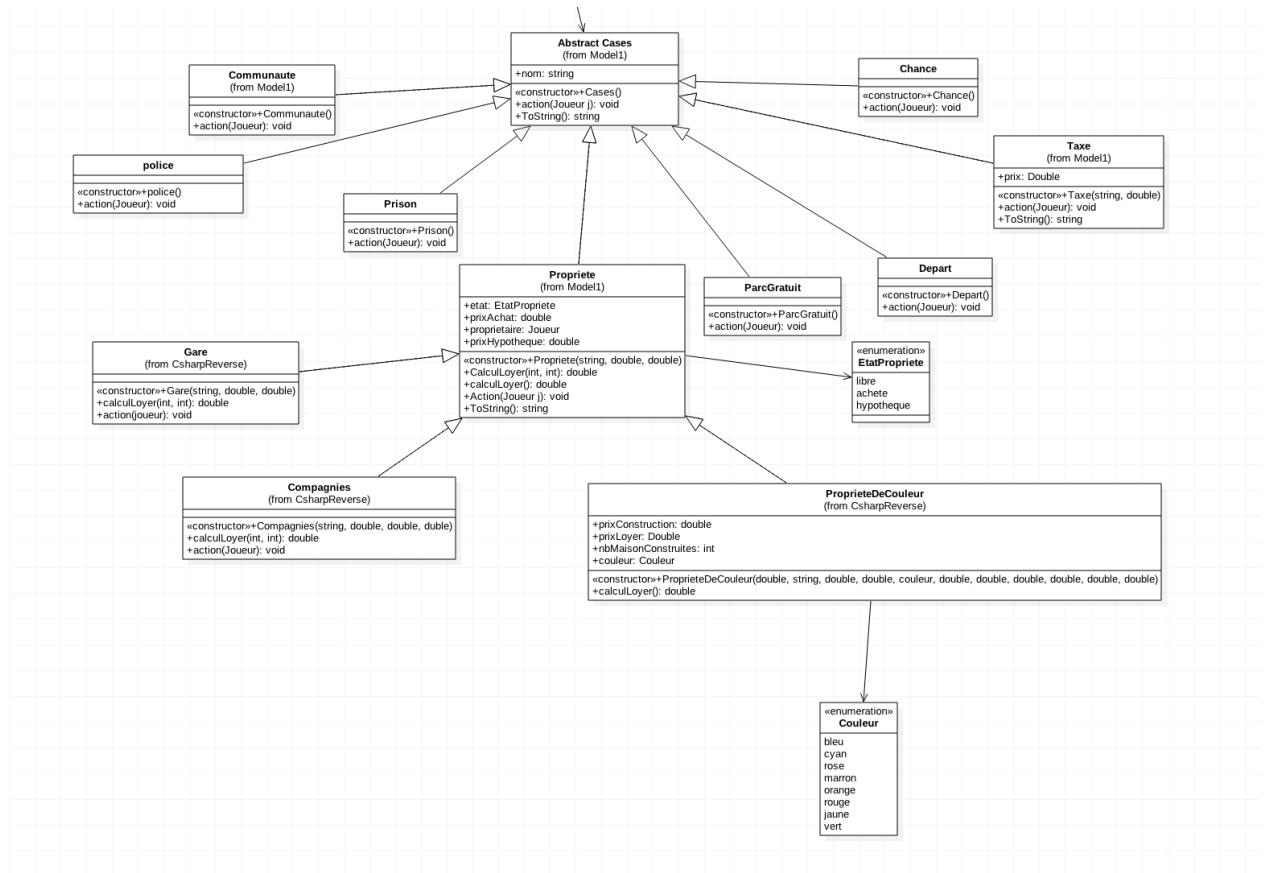 Abstract Cases
(from Model1)
+nom: string
«constructor»+Cases()
+action(Joueur j): void
+ToString(): string
Communaute
(from Model1)
«constructor»+Communaute()
+action(Joueur): void
Chance
«constructor»+Chance()
+action(Joueur): void
police
«constructor»+police()
+action(Joueur): void
Taxe
(from Model1)
+prix: Double
«constructor»+Taxe(string, double)
+action(Joueur): void
+ToString(): string
Prison
«constructor»+Prison()
+action(Joueur): void
Propriete
(from Model1)
+etat: EtatPropriete
+prixAchat: double
+proprietaire: Joueur
+prixHypotheque: double
«constructor»+Propriete(string, double, double)
+CalculLoyer(int, int): double
+calculLoyer(): double
+Action(Joueur j): void
+ToString(): string
ParcGratuit
«constructor»+ParcGratuit()
+action(Joueur): void
Depart
«constructor»+Depart()
+action(Joueur): void
Gare
(from CsharpReverse)
«constructor»+Gare(string, double, double)
+calculLoyer(int, int): double
+action(joueur): void
«enumeration»
EtatPropriete
libre
achete
hypotheque
Compagnies
(from CsharpReverse)
«constructor»+Compagnies(string, double, double, duble)
+calculLoyer(int, int): double
+action(Joueur): void
ProprieteDeCouleur
(from CsharpReverse)
+prixConstruction: double
+prixLoyer: Double
+nbMaisonConstruites: int
+couleur: Couleur
«constructor»+ProprieteDeCouleur(double, string, double, double, couleur, double, double, double, double, double, double)
+calculLoyer(): double
«enumeration»
Couleur
bleu
cyan
rose
marron
orange
rouge
jaune
vert